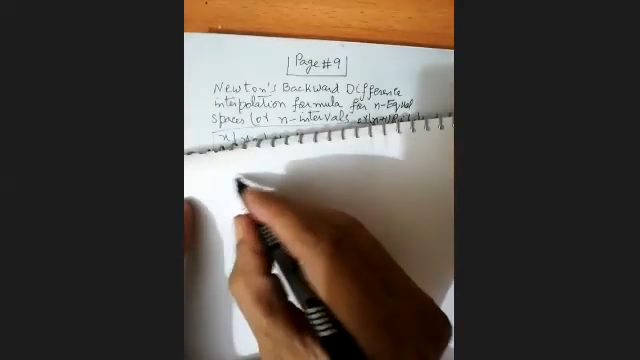 Page #9
Newton's Backward Difference
interpolation formula for n-Equal
spaces (or n-intervals